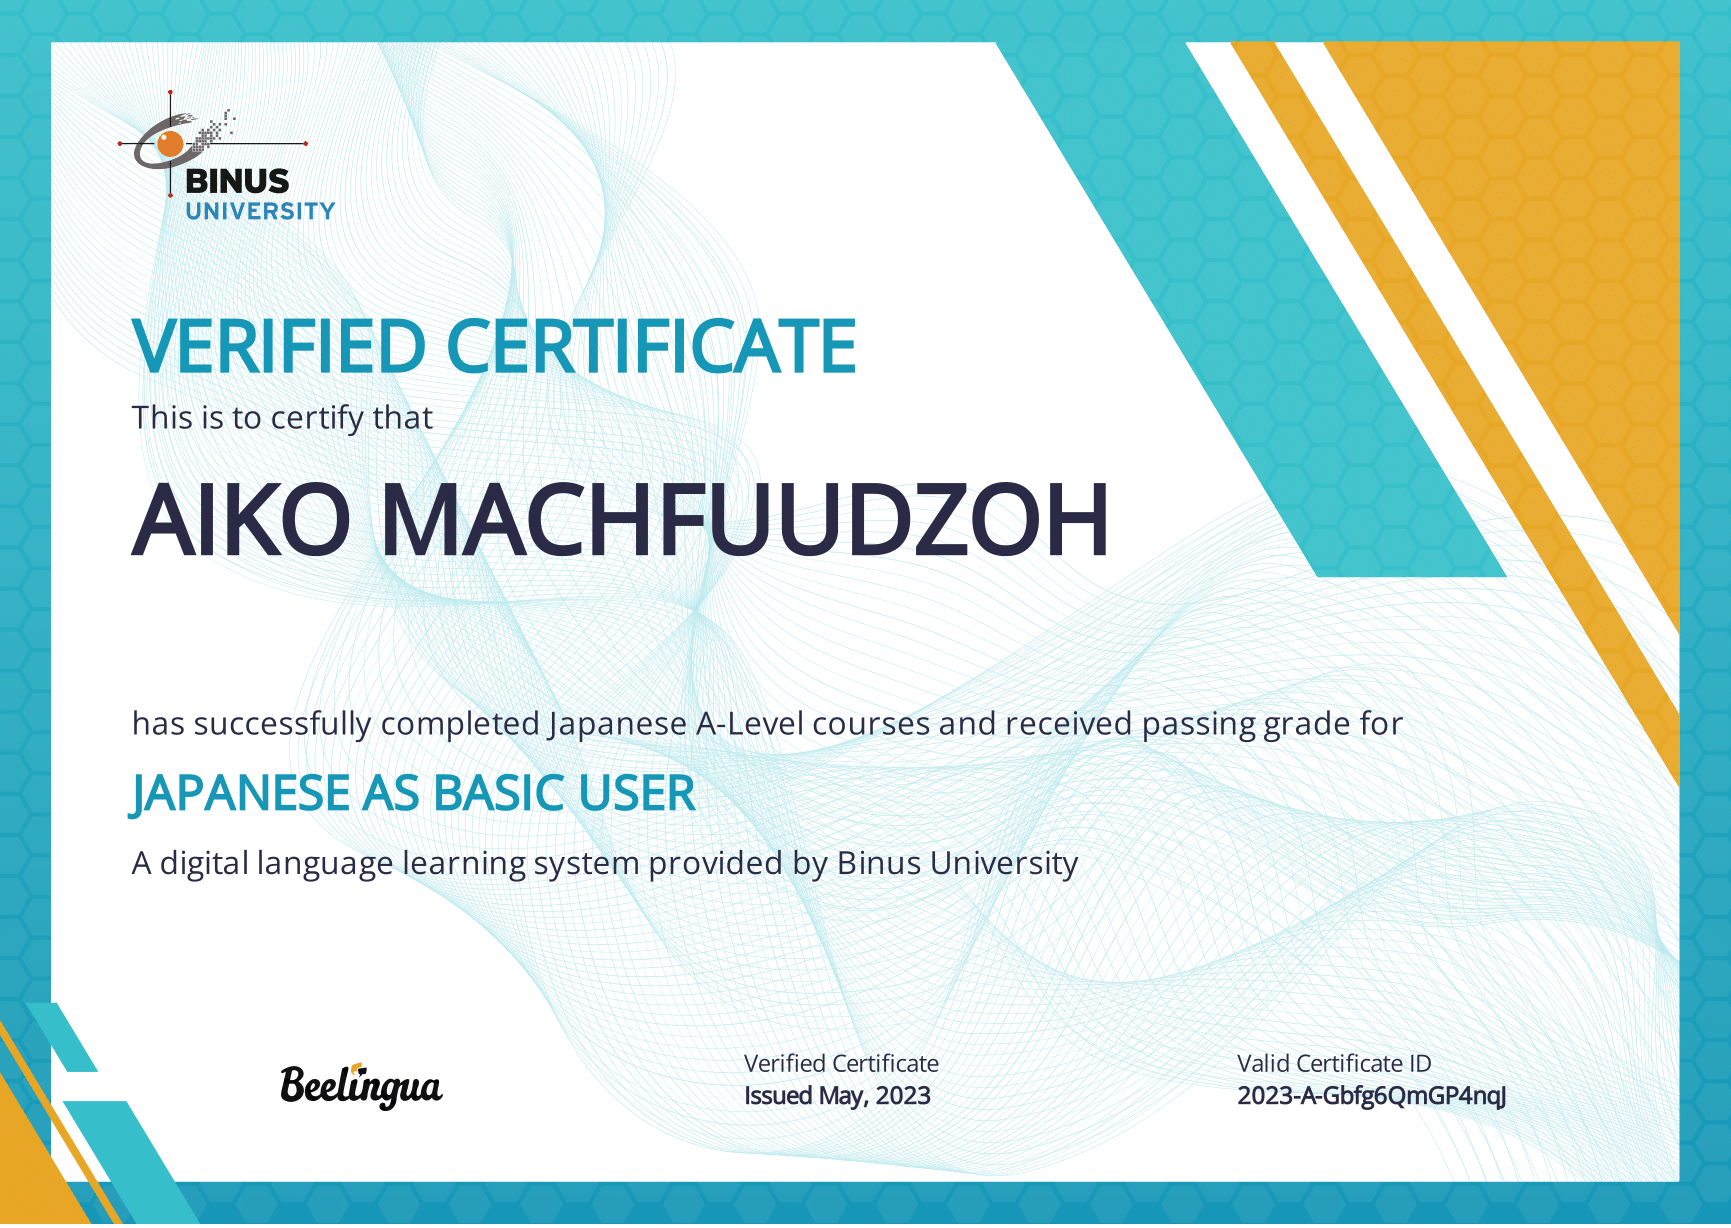 BINUS
UNIVERSITY
VERIFIED CERTIFICATE
This is to certify that
AIKO MACHFUUDZOH
has successfully completed Japanese A-Level courses and received passing grade for
JAPANESE AS BASIC USER
A digital language learning system provided by Binus University
Beelingua
Verified Certificate
Issued May, 2023
Valid Certificate ID
2023-A-Gbfg6QmGP4nqJ